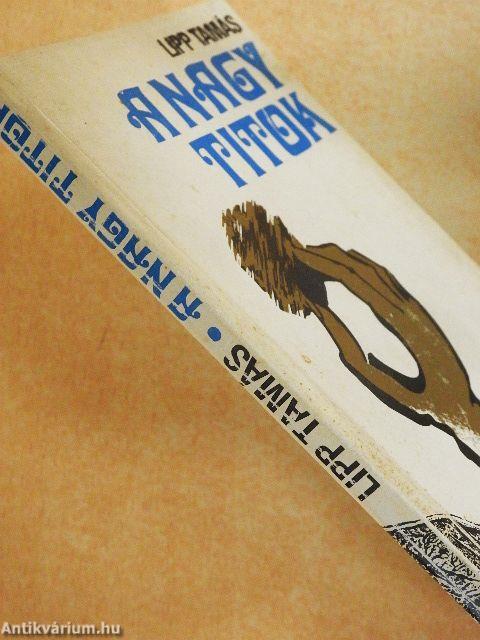 LIPP TAMÁS
A NAGY
TITOK
LIPP TAMÁS • A NAGY TITOK
Antikvárium.hu